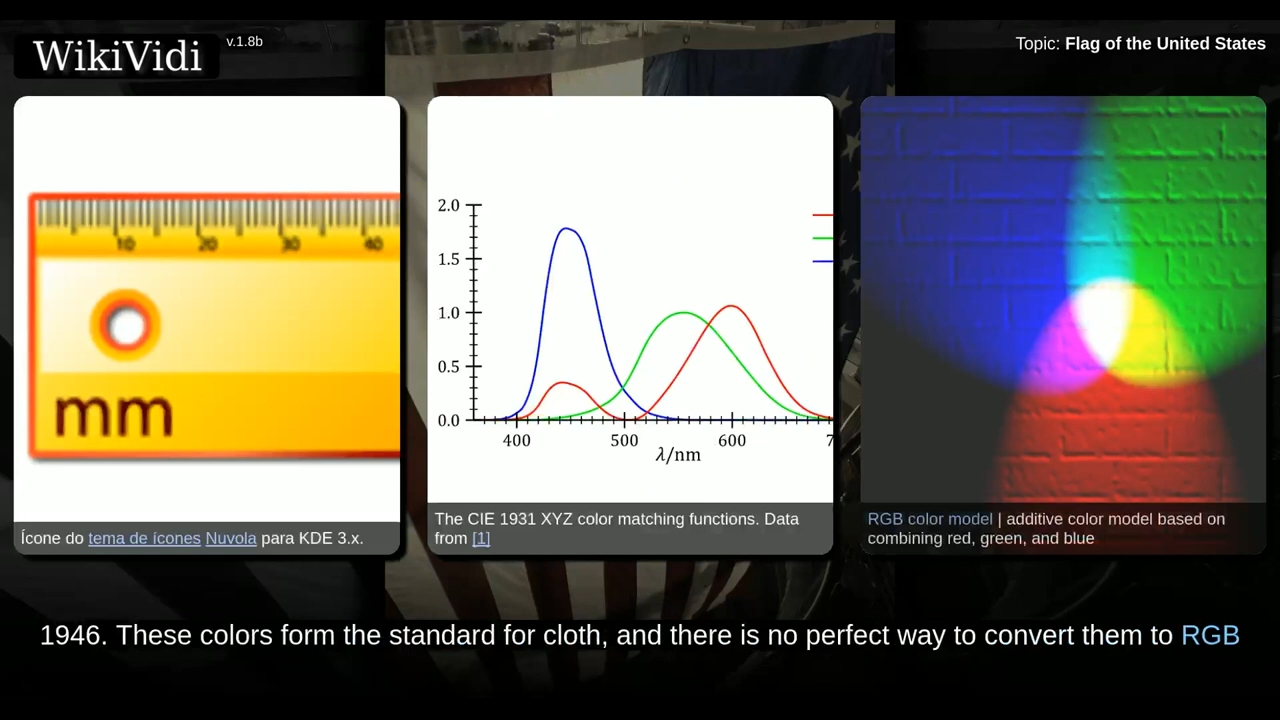 WikiVidi
v.1.8b
Topic: Flag of the United States
10 20 30 40
mm
2.0
1.5
1.0
0.5
0.0
400 500 600 7
λ/nm
Ícone do tema de ícones Nuvola para KDE 3.x.
The CIE 1931 XYZ color matching functions. Data
from [1]
RGB color model | additive color model based on
combining red, green, and blue
1946. These colors form the standard for cloth, and there is no perfect way to convert them to RGB